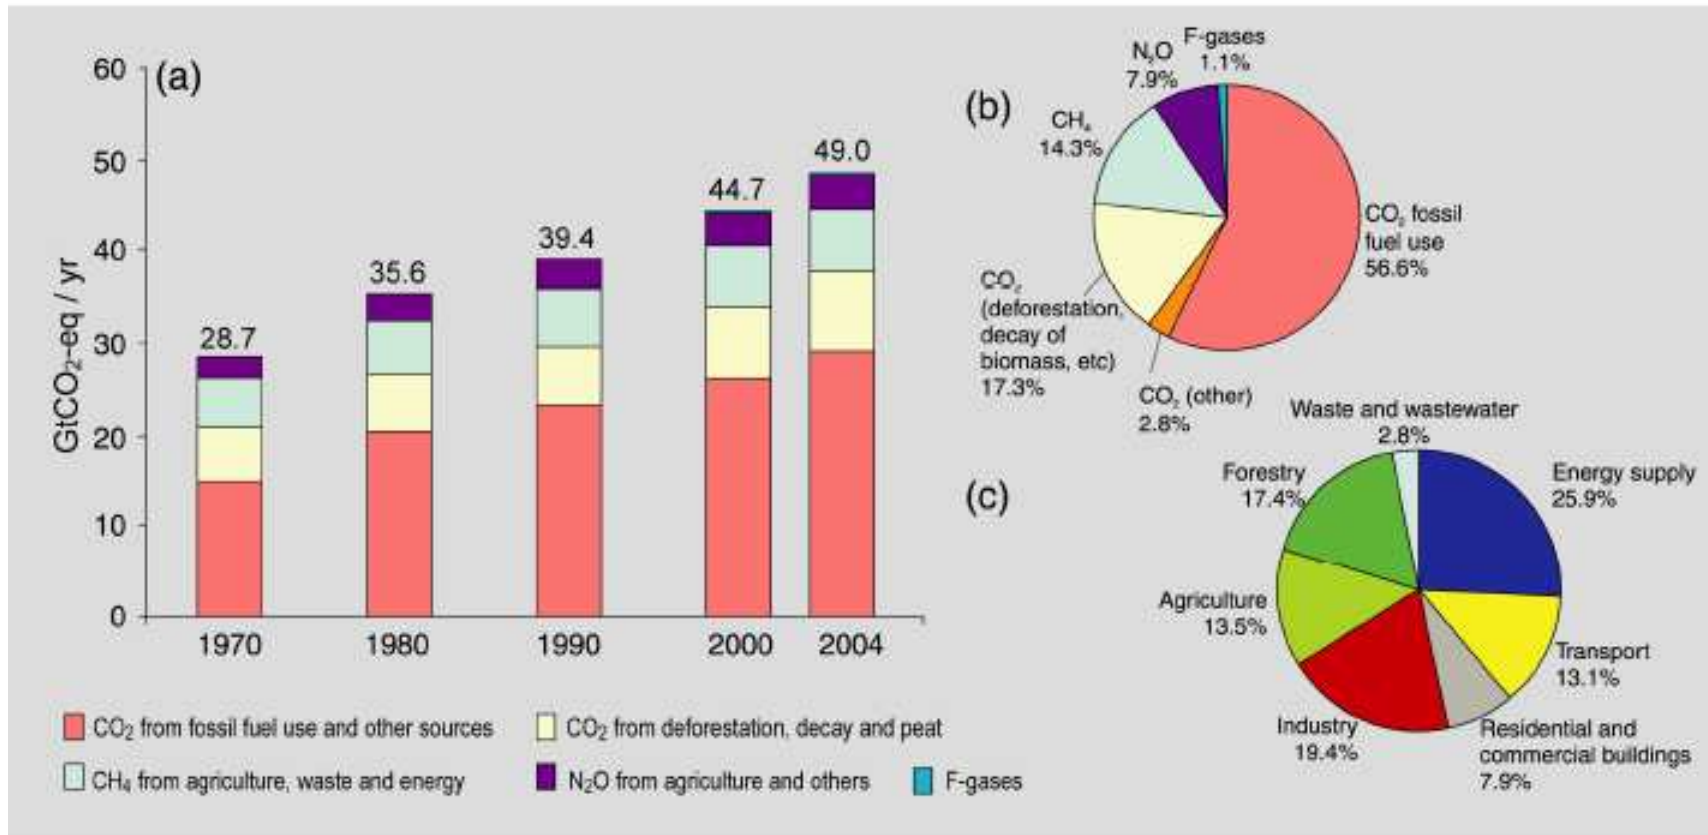 (a)
60
50
40
30
20
10
0
GtCO₂-eq / yr
28.7
35.6
39.4
44.7
49.0
1970
1980
1990
2000
2004
CO₂ from fossil fuel use and other sources
CO₂ from deforestation, decay and peat
CH₄ from agriculture, waste and energy
N₂O from agriculture and others
F-gases
(b)
F-gases
1.1%
N₂O
7.9%
CH₄
14.3%
CO₂ fossil
fuel use
56.6%
CO₂
(deforestation,
decay of
biomass, etc)
17.3%
CO₂ (other)
2.8%
(c)
Waste and wastewater
2.8%
Energy supply
25.9%
Transport
13.1%
Residential and
commercial buildings
7.9%
Industry
19.4%
Agriculture
13.5%
Forestry
17.4%